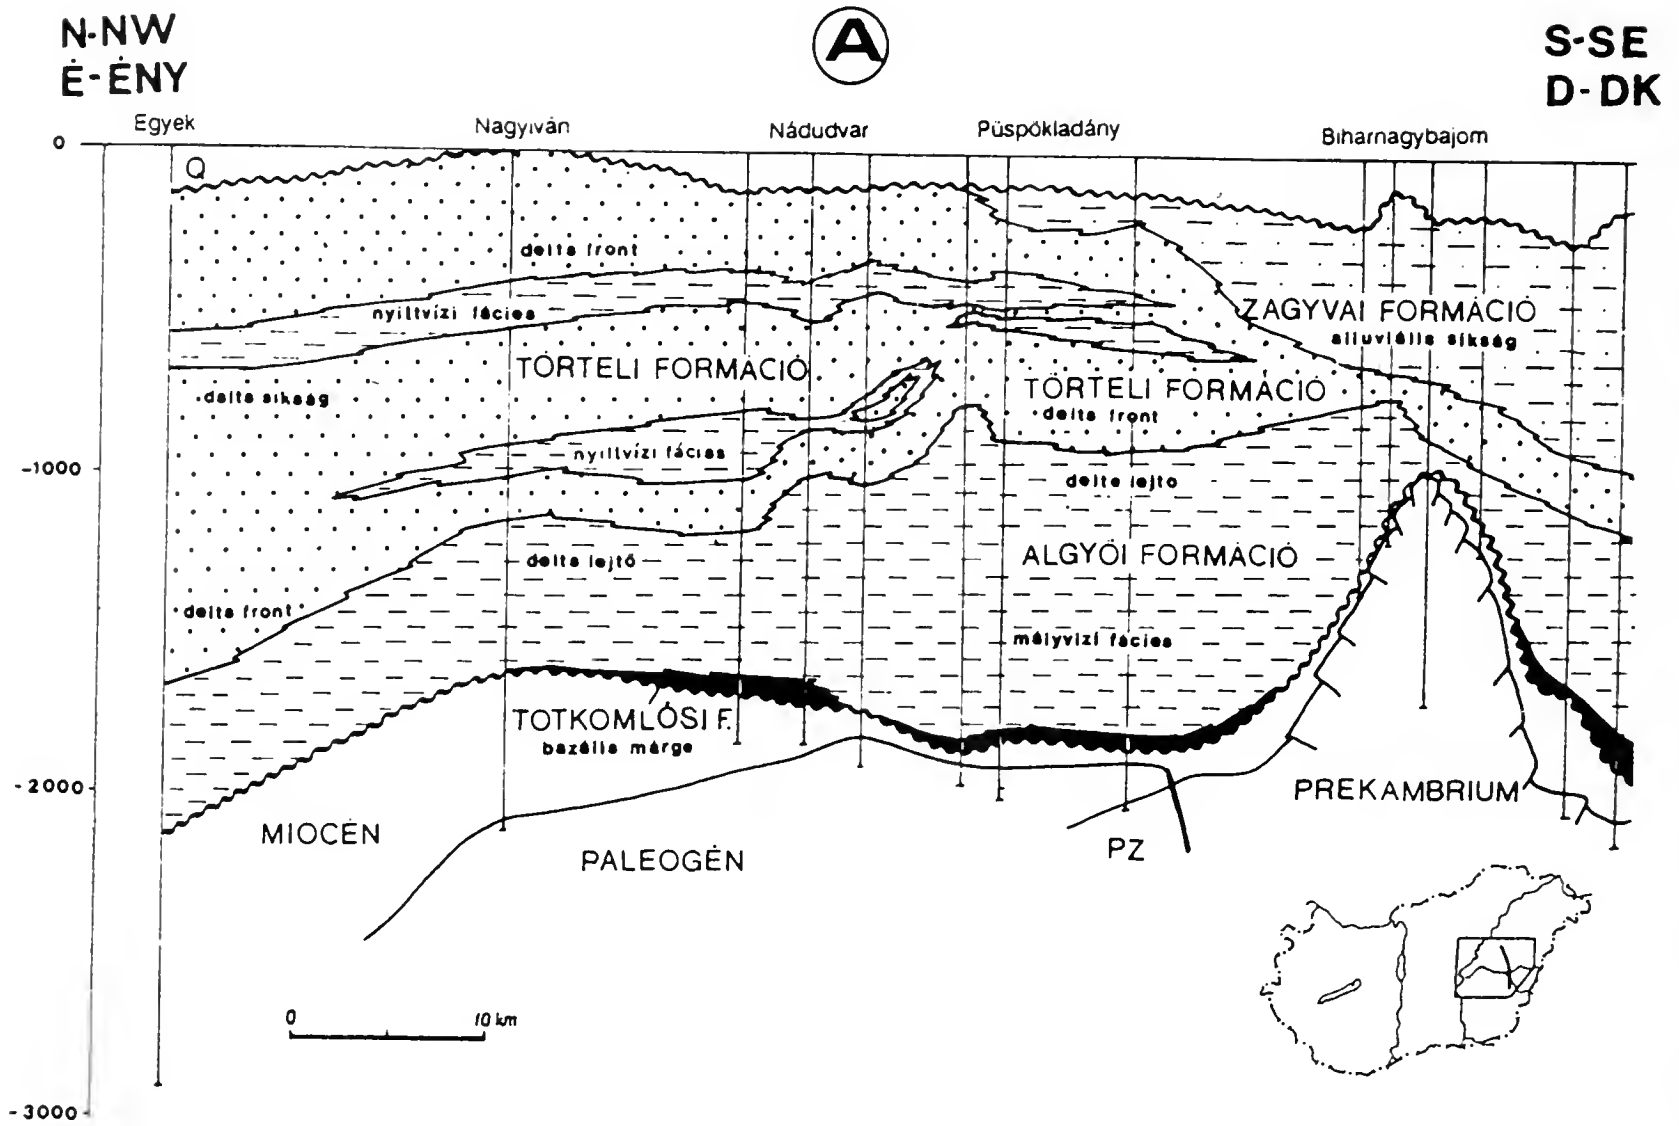 N-NW
É-ÉNY
A
S-SE
D-DK
Egyek
Nagyiván
Nádudvar
Püspökladány
Biharnagybajom
0
Q
delta front
nyíltvízi fácies
ZAGYVAI FORMÁCIÓ
alluviális síkság
TÖRTELI FORMÁCIÓ
delta síkság
TÖRTELI FORMÁCIÓ
delta front
nyíltvízi fácies
-1000
delta lejtő
delta lejtő
ALGYŐI FORMÁCIÓ
delta front
mélyvízi fácies
TOTKOMLÓSI F.
bazális márga
-2000
PREKAMBRIUM
MIOCÉN
PALEOGÉN
PZ
0
10 km
-3000